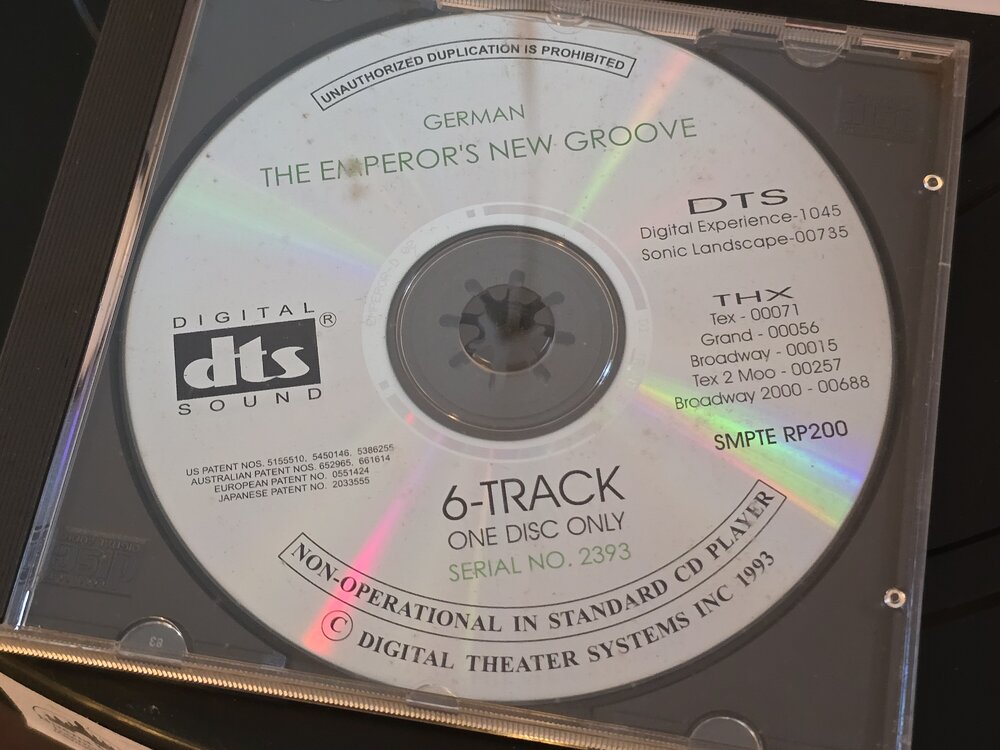 UNAUTHORIZED DUPLICATION IS PROHIBITED
GERMAN
THE EMPEROR'S NEW GROOVE
DTS
Digital Experience-1045
Sonic Landscape-00735
THX
Tex - 00071
Grand - 00056
Broadway - 00015
Tex 2 Moo - 00257
Broadway 2000 - 00688
SMPTE RP200
DIGITAL
dts ®
SOUND
US PATENT NOS. 5155510, 5450146, 5386255
AUSTRALIAN PATENT NOS. 652965, 661614
EUROPEAN PATENT NO. 0551424
JAPANESE PATENT NO. 2033555
6-TRACK
ONE DISC ONLY
SERIAL NO. 2393
NON-OPERATIONAL IN STANDARD CD PLAYER
© DIGITAL THEATER SYSTEMS INC 1993
63